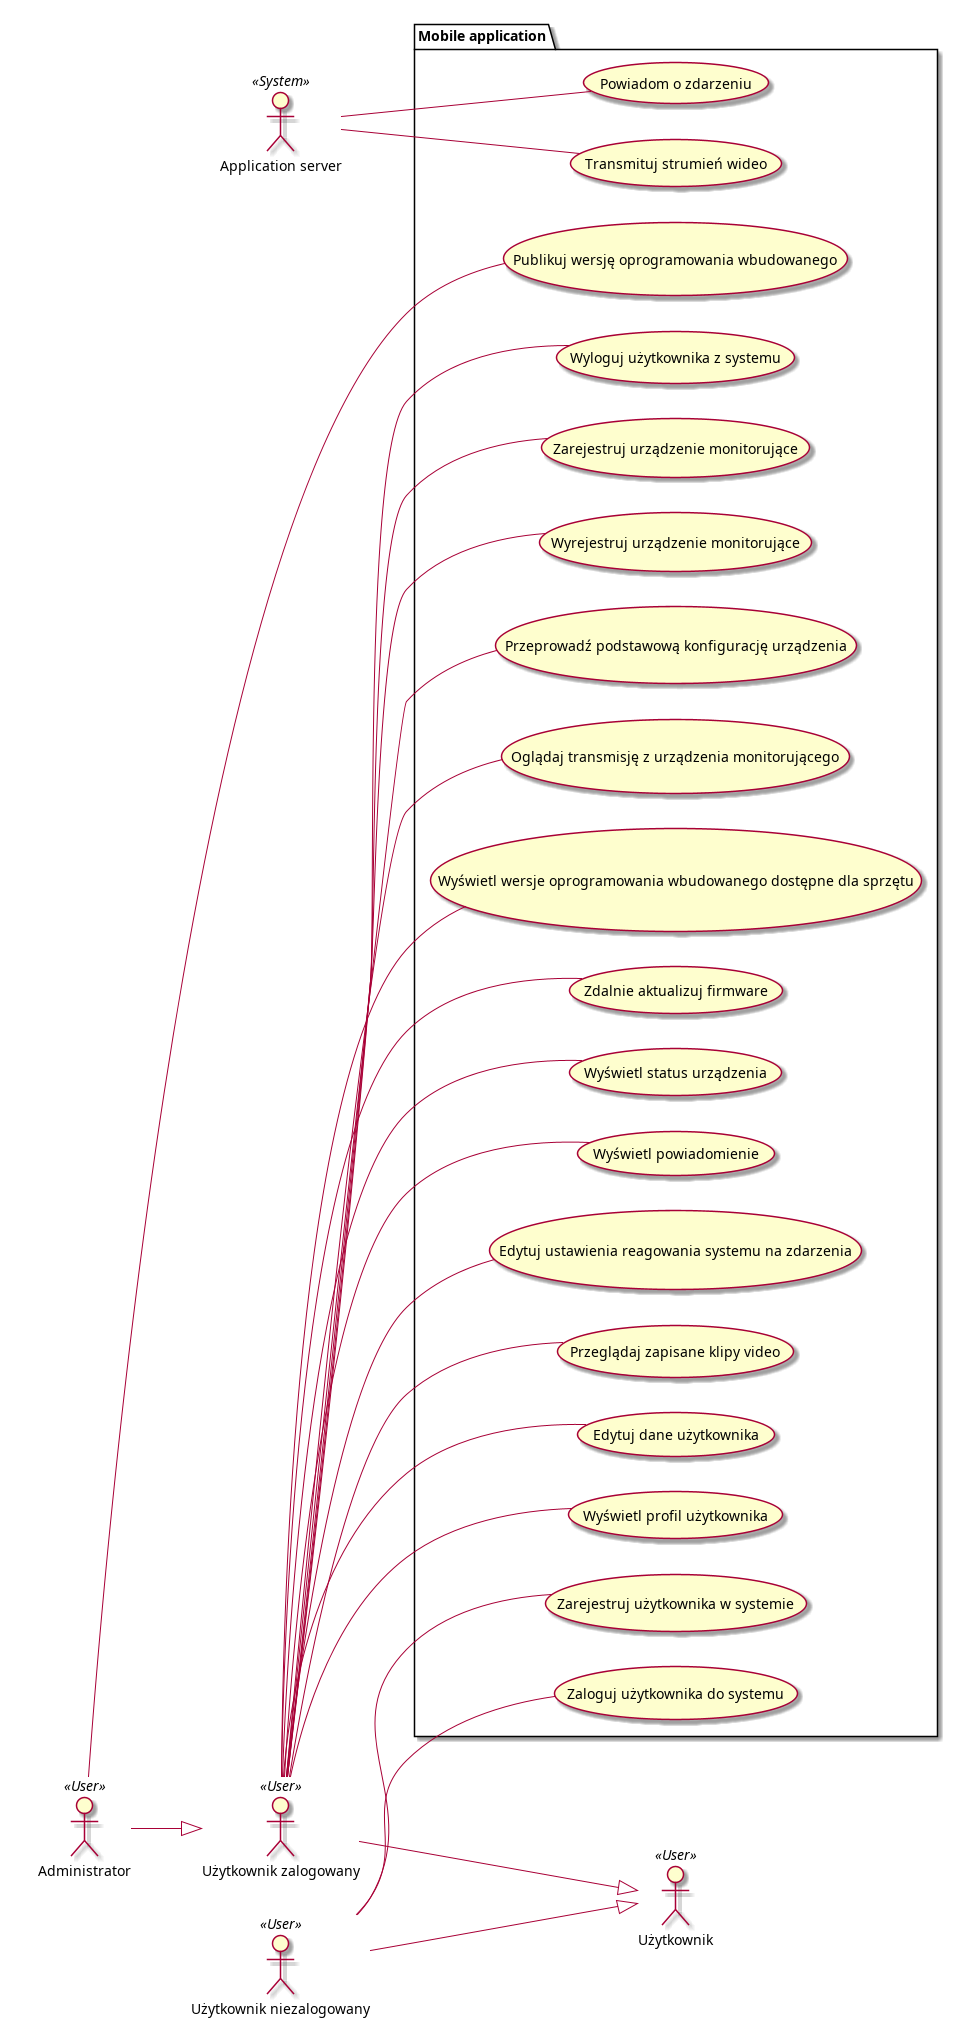 Mobile application
«System»
Application server
Powiadom o zdarzeniu
Transmituj strumień wideo
Publikuj wersję oprogramowania wbudowanego
Wyloguj użytkownika z systemu
Zarejestruj urządzenie monitorujące
Wyrejestruj urządzenie monitorujące
Przeprowadź podstawową konfigurację urządzenia
Oglądaj transmisję z urządzenia monitorującego
Wyświetl wersje oprogramowania wbudowanego dostępne dla sprzętu
Zdalnie aktualizuj firmware
Wyświetl status urządzenia
Wyświetl powiadomienie
Edytuj ustawienia reagowania systemu na zdarzenia
Przeglądaj zapisane klipy video
Edytuj dane użytkownika
Wyświetl profil użytkownika
Zarejestruj użytkownika w systemie
Zaloguj użytkownika do systemu
«User»
Administrator
«User»
Użytkownik zalogowany
«User»
Użytkownik
«User»
Użytkownik niezalogowany